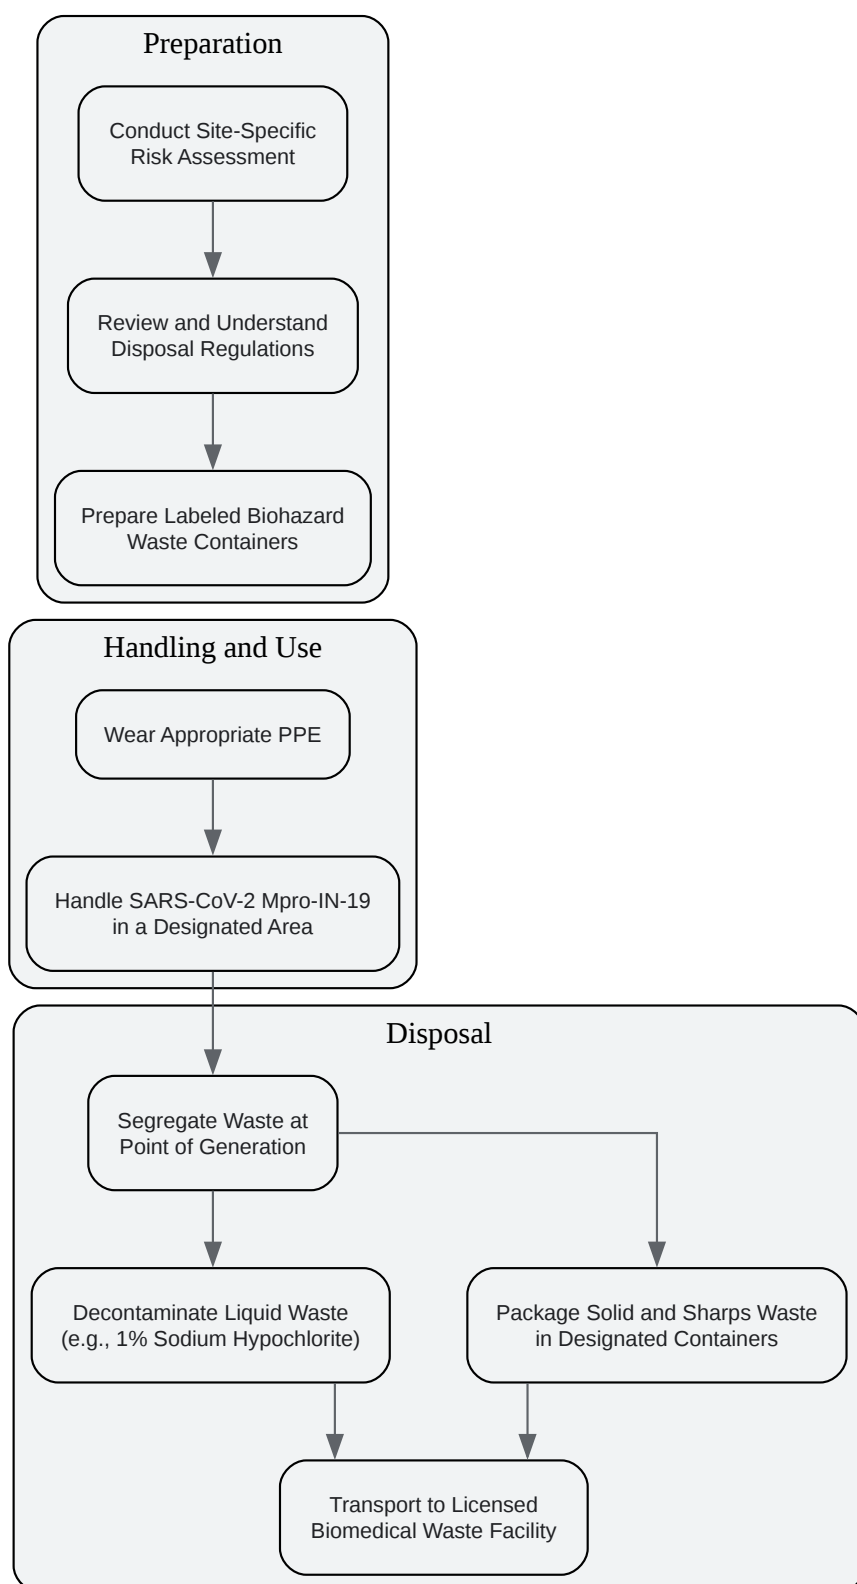 Preparation
Conduct Site-Specific
Risk Assessment
Review and Understand
Disposal Regulations
Prepare Labeled Biohazard
Waste Containers
Handling and Use
Wear Appropriate PPE
Handle SARS-CoV-2 Mpro-IN-19
in a Designated Area
Disposal
Segregate Waste at
Point of Generation
Decontaminate Liquid Waste
(e.g., 1% Sodium Hypochlorite)
Package Solid and Sharps Waste
in Designated Containers
Transport to Licensed
Biomedical Waste Facility